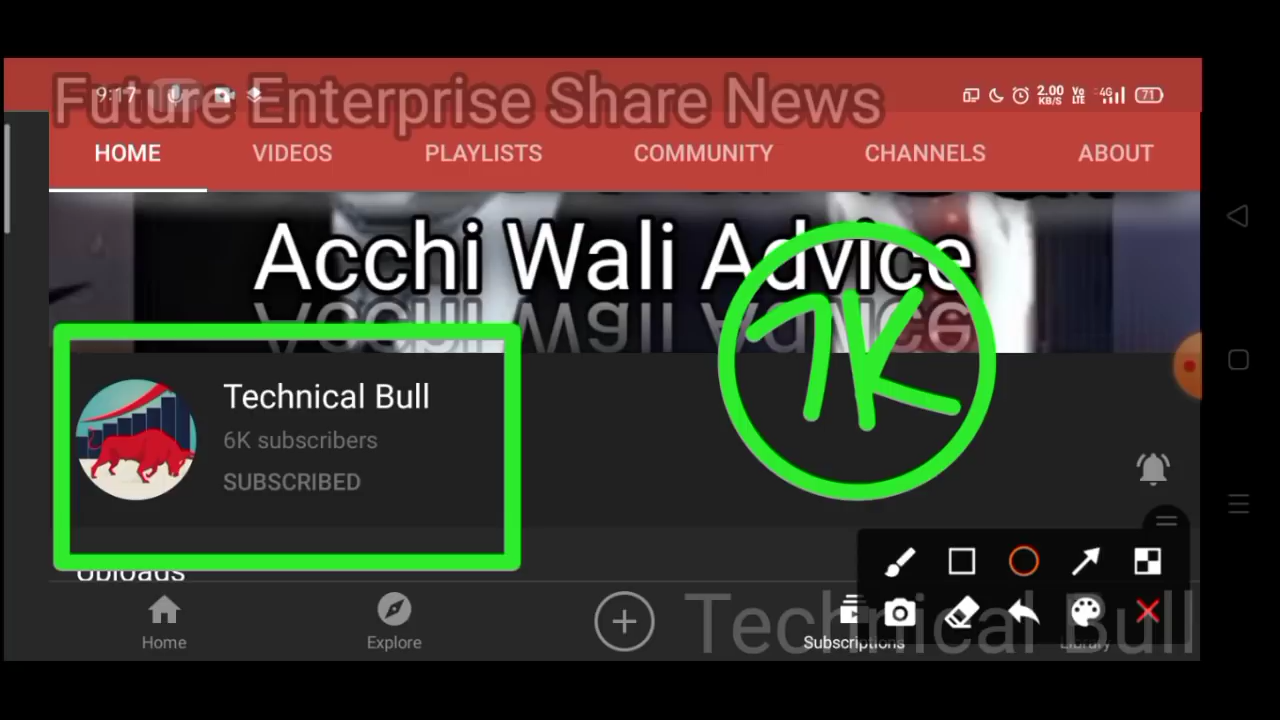 Future Enterprise Share News
9:17
2.00 KB/S Vo LTE 4G 71
HOME VIDEOS PLAYLISTS COMMUNITY CHANNELS ABOUT
Acchi Wali Advice
7K
Technical Bull
6K subscribers
SUBSCRIBED
Uploads
Technical Bull
Home Explore Subscriptions Library